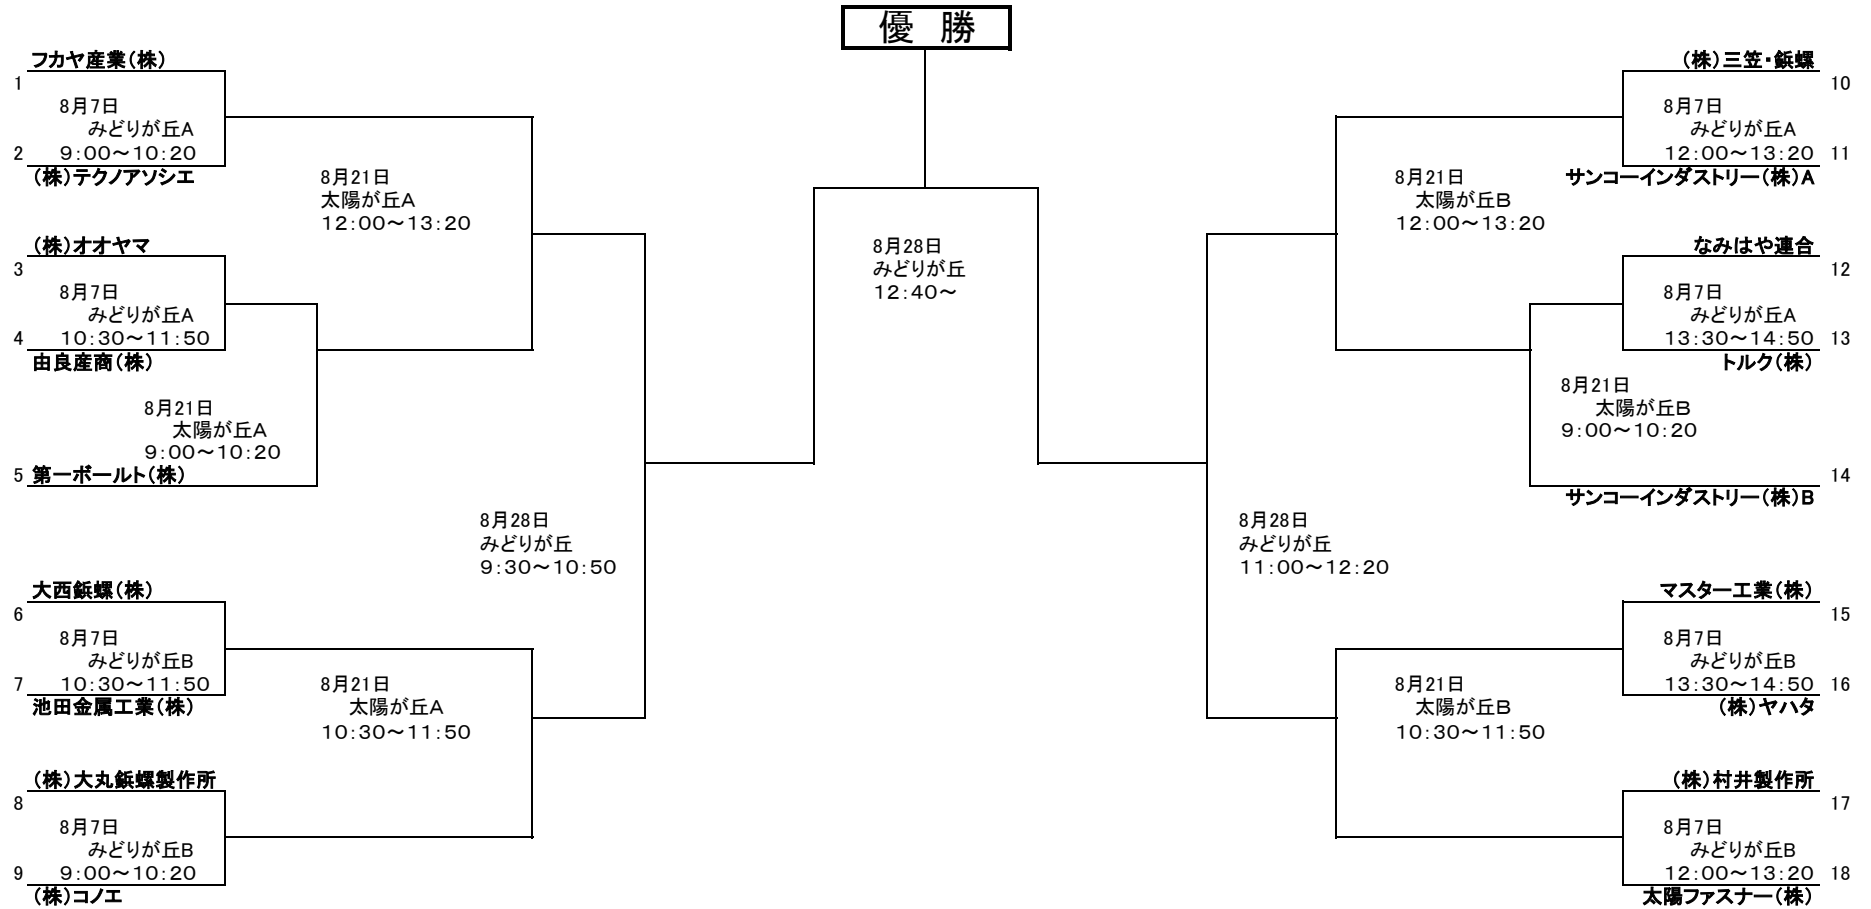 優　勝
フカヤ産業(株)
1
8月7日
みどりが丘A
2
9:00～10:20
(株)テクノアソシエ
8月21日
太陽が丘A
12:00～13:20
(株)オオヤマ
3
8月7日
みどりが丘A
4
10:30～11:50
由良産商(株)
8月21日
太陽が丘A
9:00～10:20
5
第一ボールト(株)
8月28日
みどりが丘
9:30～10:50
大西鋲螺(株)
6
8月7日
みどりが丘B
7
10:30～11:50
池田金属工業(株)
8月21日
太陽が丘A
10:30～11:50
(株)大丸鋲螺製作所
8
8月7日
みどりが丘B
9
9:00～10:20
(株)コノエ
8月28日
みどりが丘
12:40～
(株)三笠・鋲螺
10
8月7日
みどりが丘A
12:00～13:20
11
サンコーインダストリー(株)A
8月21日
太陽が丘B
12:00～13:20
なみはや連合
12
8月7日
みどりが丘A
13:30～14:50
13
トルク(株)
8月21日
太陽が丘B
9:00～10:20
14
サンコーインダストリー(株)B
8月28日
みどりが丘
11:00～12:20
マスター工業(株)
15
8月7日
みどりが丘B
13:30～14:50
16
(株)ヤハタ
8月21日
太陽が丘B
10:30～11:50
(株)村井製作所
17
8月7日
みどりが丘B
12:00～13:20
18
太陽ファスナー(株)